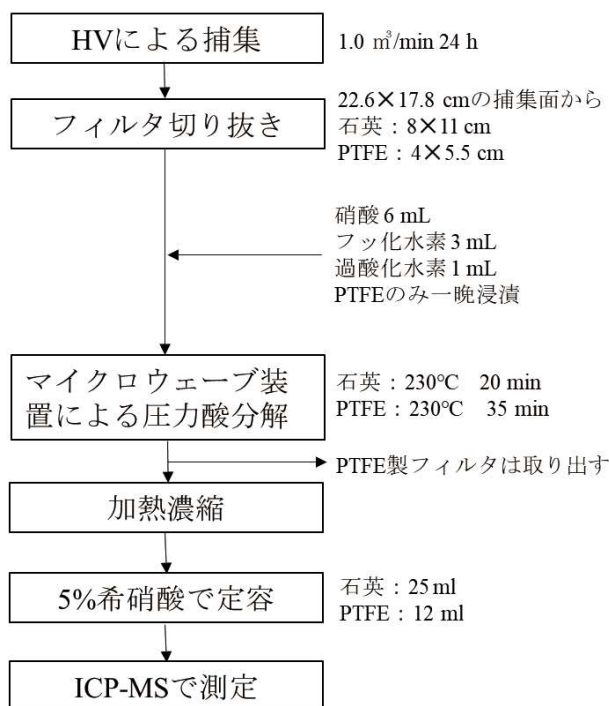 HVによる捕集
1.0 ㎥/min 24 h
フィルタ切り抜き
22.6×17.8 cmの捕集面から
石英：8×11 cm
PTFE：4×5.5 cm
硝酸 6 mL
フッ化水素 3 mL
過酸化水素 1 mL
PTFEのみ一晩浸漬
マイクロウェーブ装
置による圧力酸分解
石英：230℃　20 min
PTFE：230℃　35 min
PTFE製フィルタは取り出す
加熱濃縮
5%希硝酸で定容
石英：25 ml
PTFE：12 ml
ICP-MSで測定